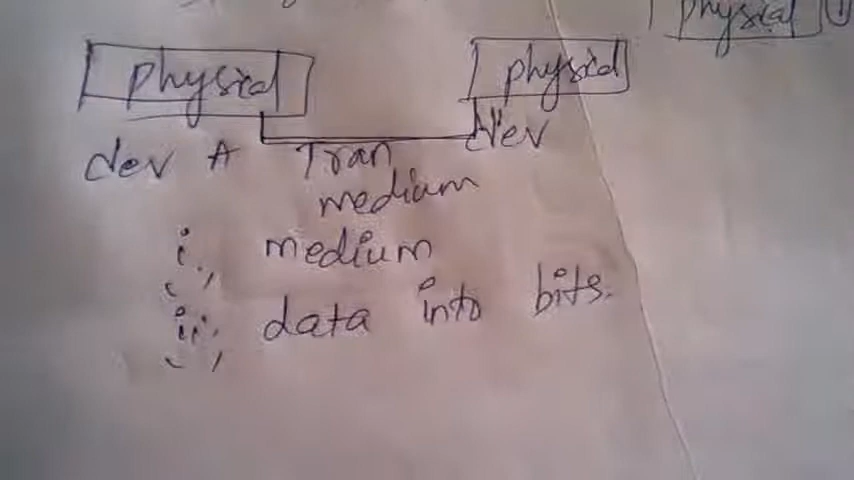 physical
physical physical
dev A Tran dev
medium
i, medium
ii, data into bits.